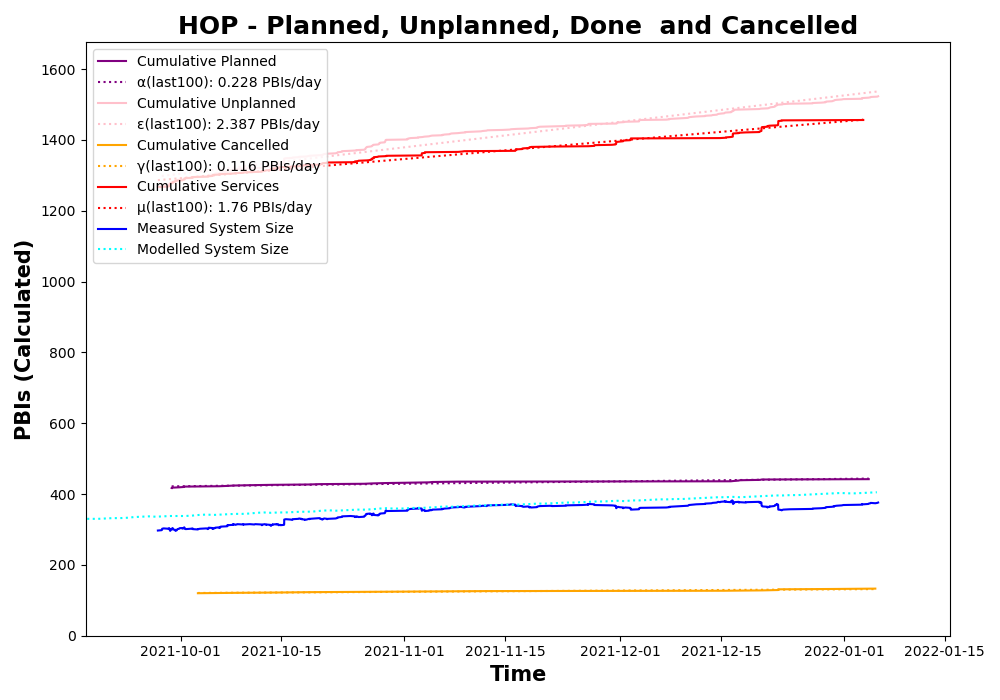 HOP - Planned, Unplanned, Done  and Cancelled
Cumulative Planned
α(last100): 0.228 PBIs/day
Cumulative Unplanned
ε(last100): 2.387 PBIs/day
Cumulative Cancelled
γ(last100): 0.116 PBIs/day
Cumulative Services
μ(last100): 1.76 PBIs/day
Measured System Size
Modelled System Size
PBIs (Calculated)
1600
1400
1200
1000
800
600
400
200
0
2021-10-01 2021-10-15 2021-11-01 2021-11-15 2021-12-01 2021-12-15 2022-01-01 2022-01-15
Time